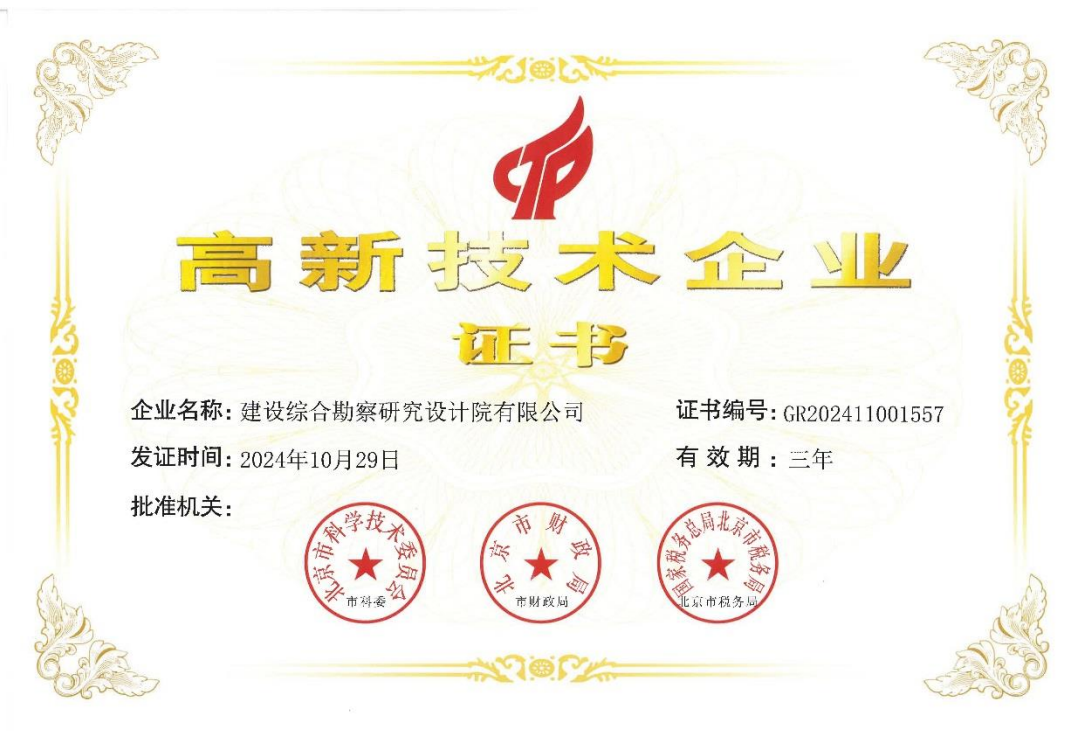 高新技术企业
证书
企业名称: 建设综合勘察研究设计院有限公司
证书编号: GR202411001557
发证时间: 2024年10月29日
有效期: 三年
批准机关:
北京市科学技术委员会
市科委
北京市财政局
市财政局
国家税务总局北京市税务局
北京市税务局